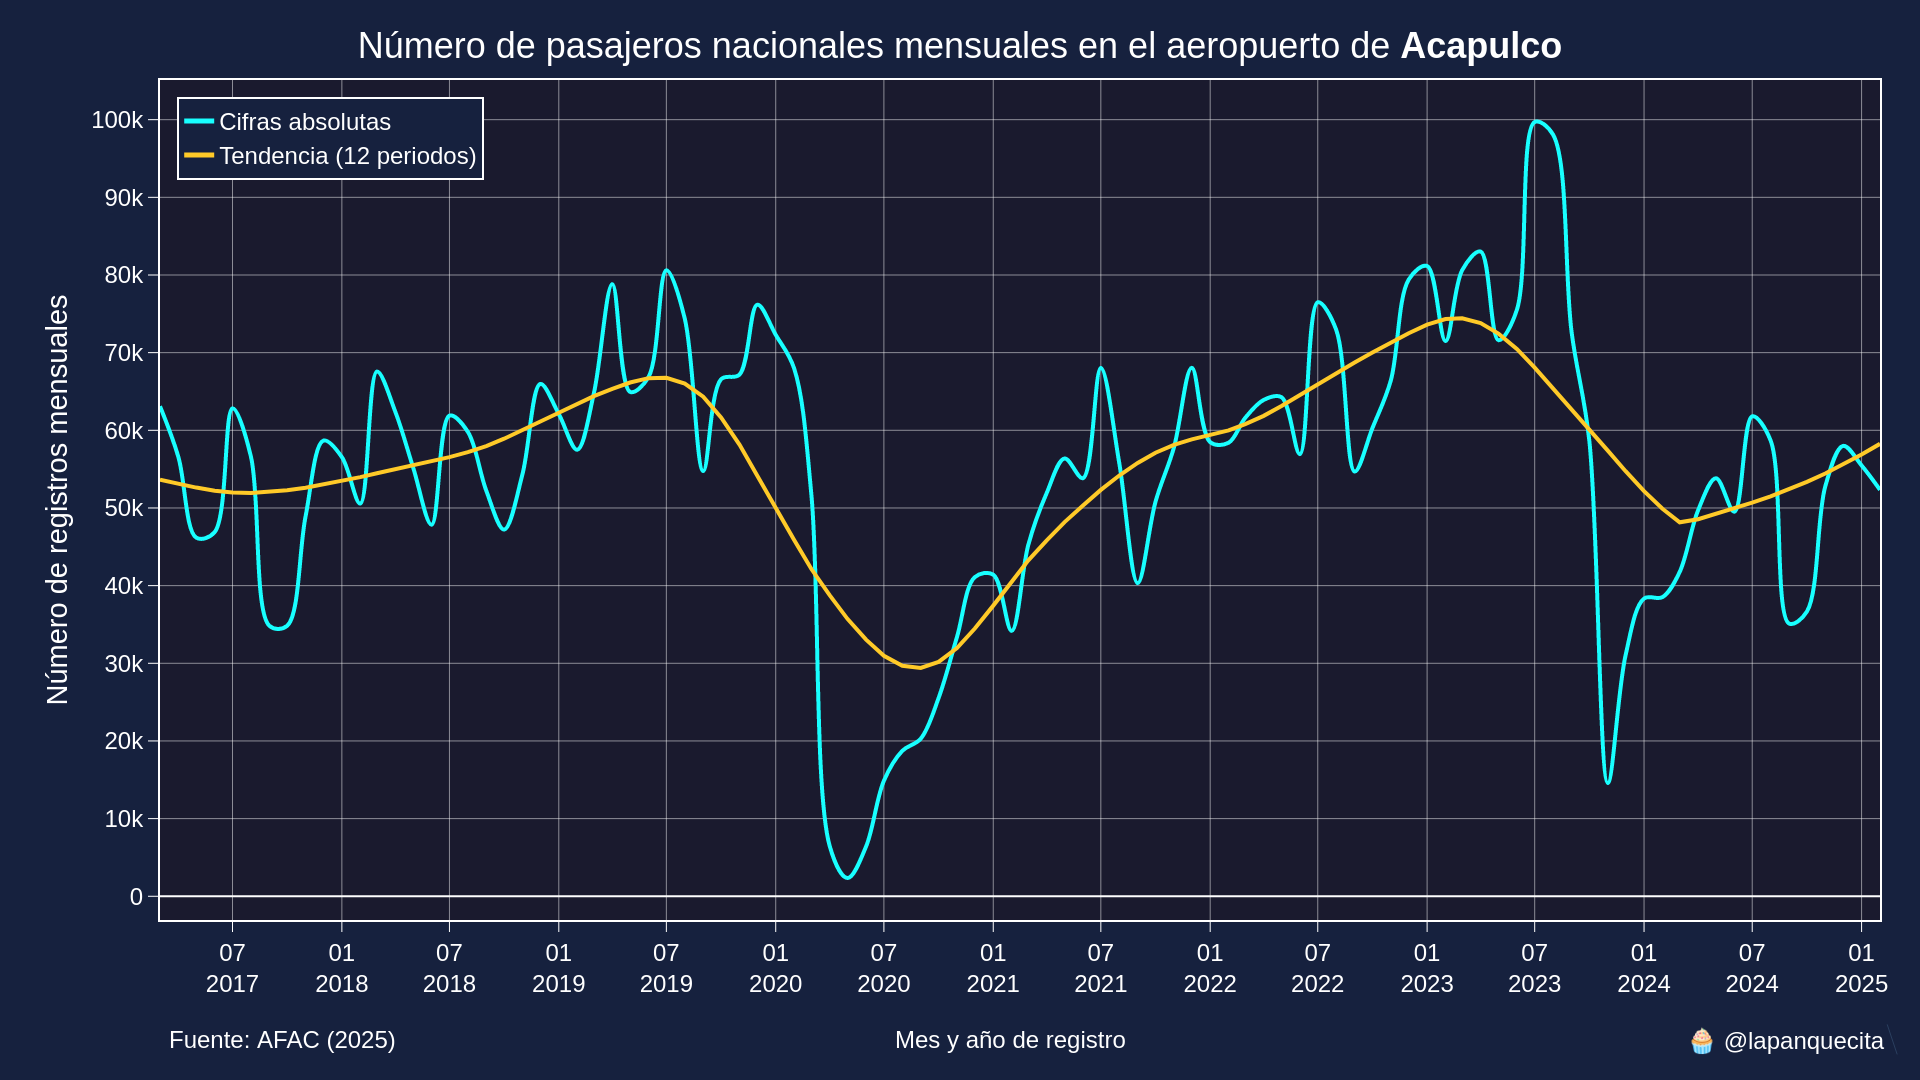 Número de pasajeros nacionales mensuales en el aeropuerto de Acapulco
Cifras absolutas
Tendencia (12 periodos)
Número de registros mensuales
100k
90k
80k
70k
60k
50k
40k
30k
20k
10k
0
07 01 07 01 07 01 07 01 07 01 07 01 07 01 07 01
2017 2018 2018 2019 2019 2020 2020 2021 2021 2022 2022 2023 2023 2024 2024 2025
Fuente: AFAC (2025)
Mes y año de registro
🧁 @lapanquecita